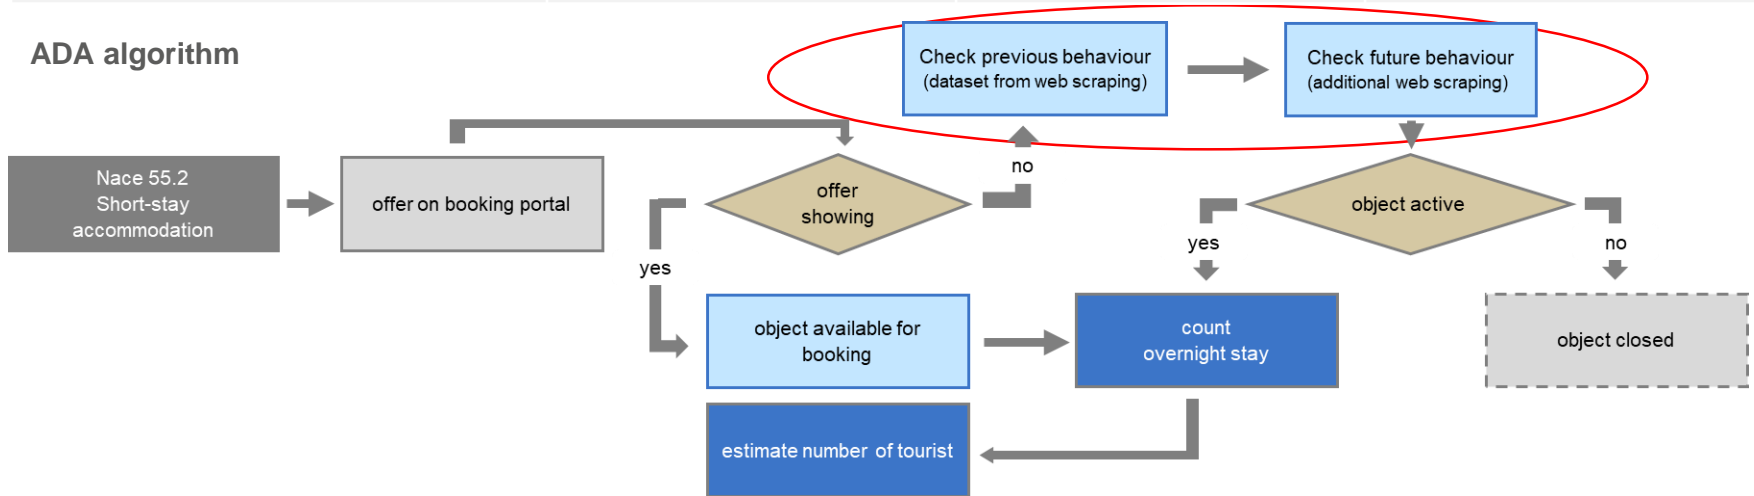 ADA algorithm
Check previous behaviour
(dataset from web scraping)
Check future behaviour
(additional web scraping)
Nace 55.2
Short-stay
accommodation
offer on booking portal
offer
showing
no
object active
yes
yes
no
object available for
booking
count
overnight stay
object closed
estimate number of tourist